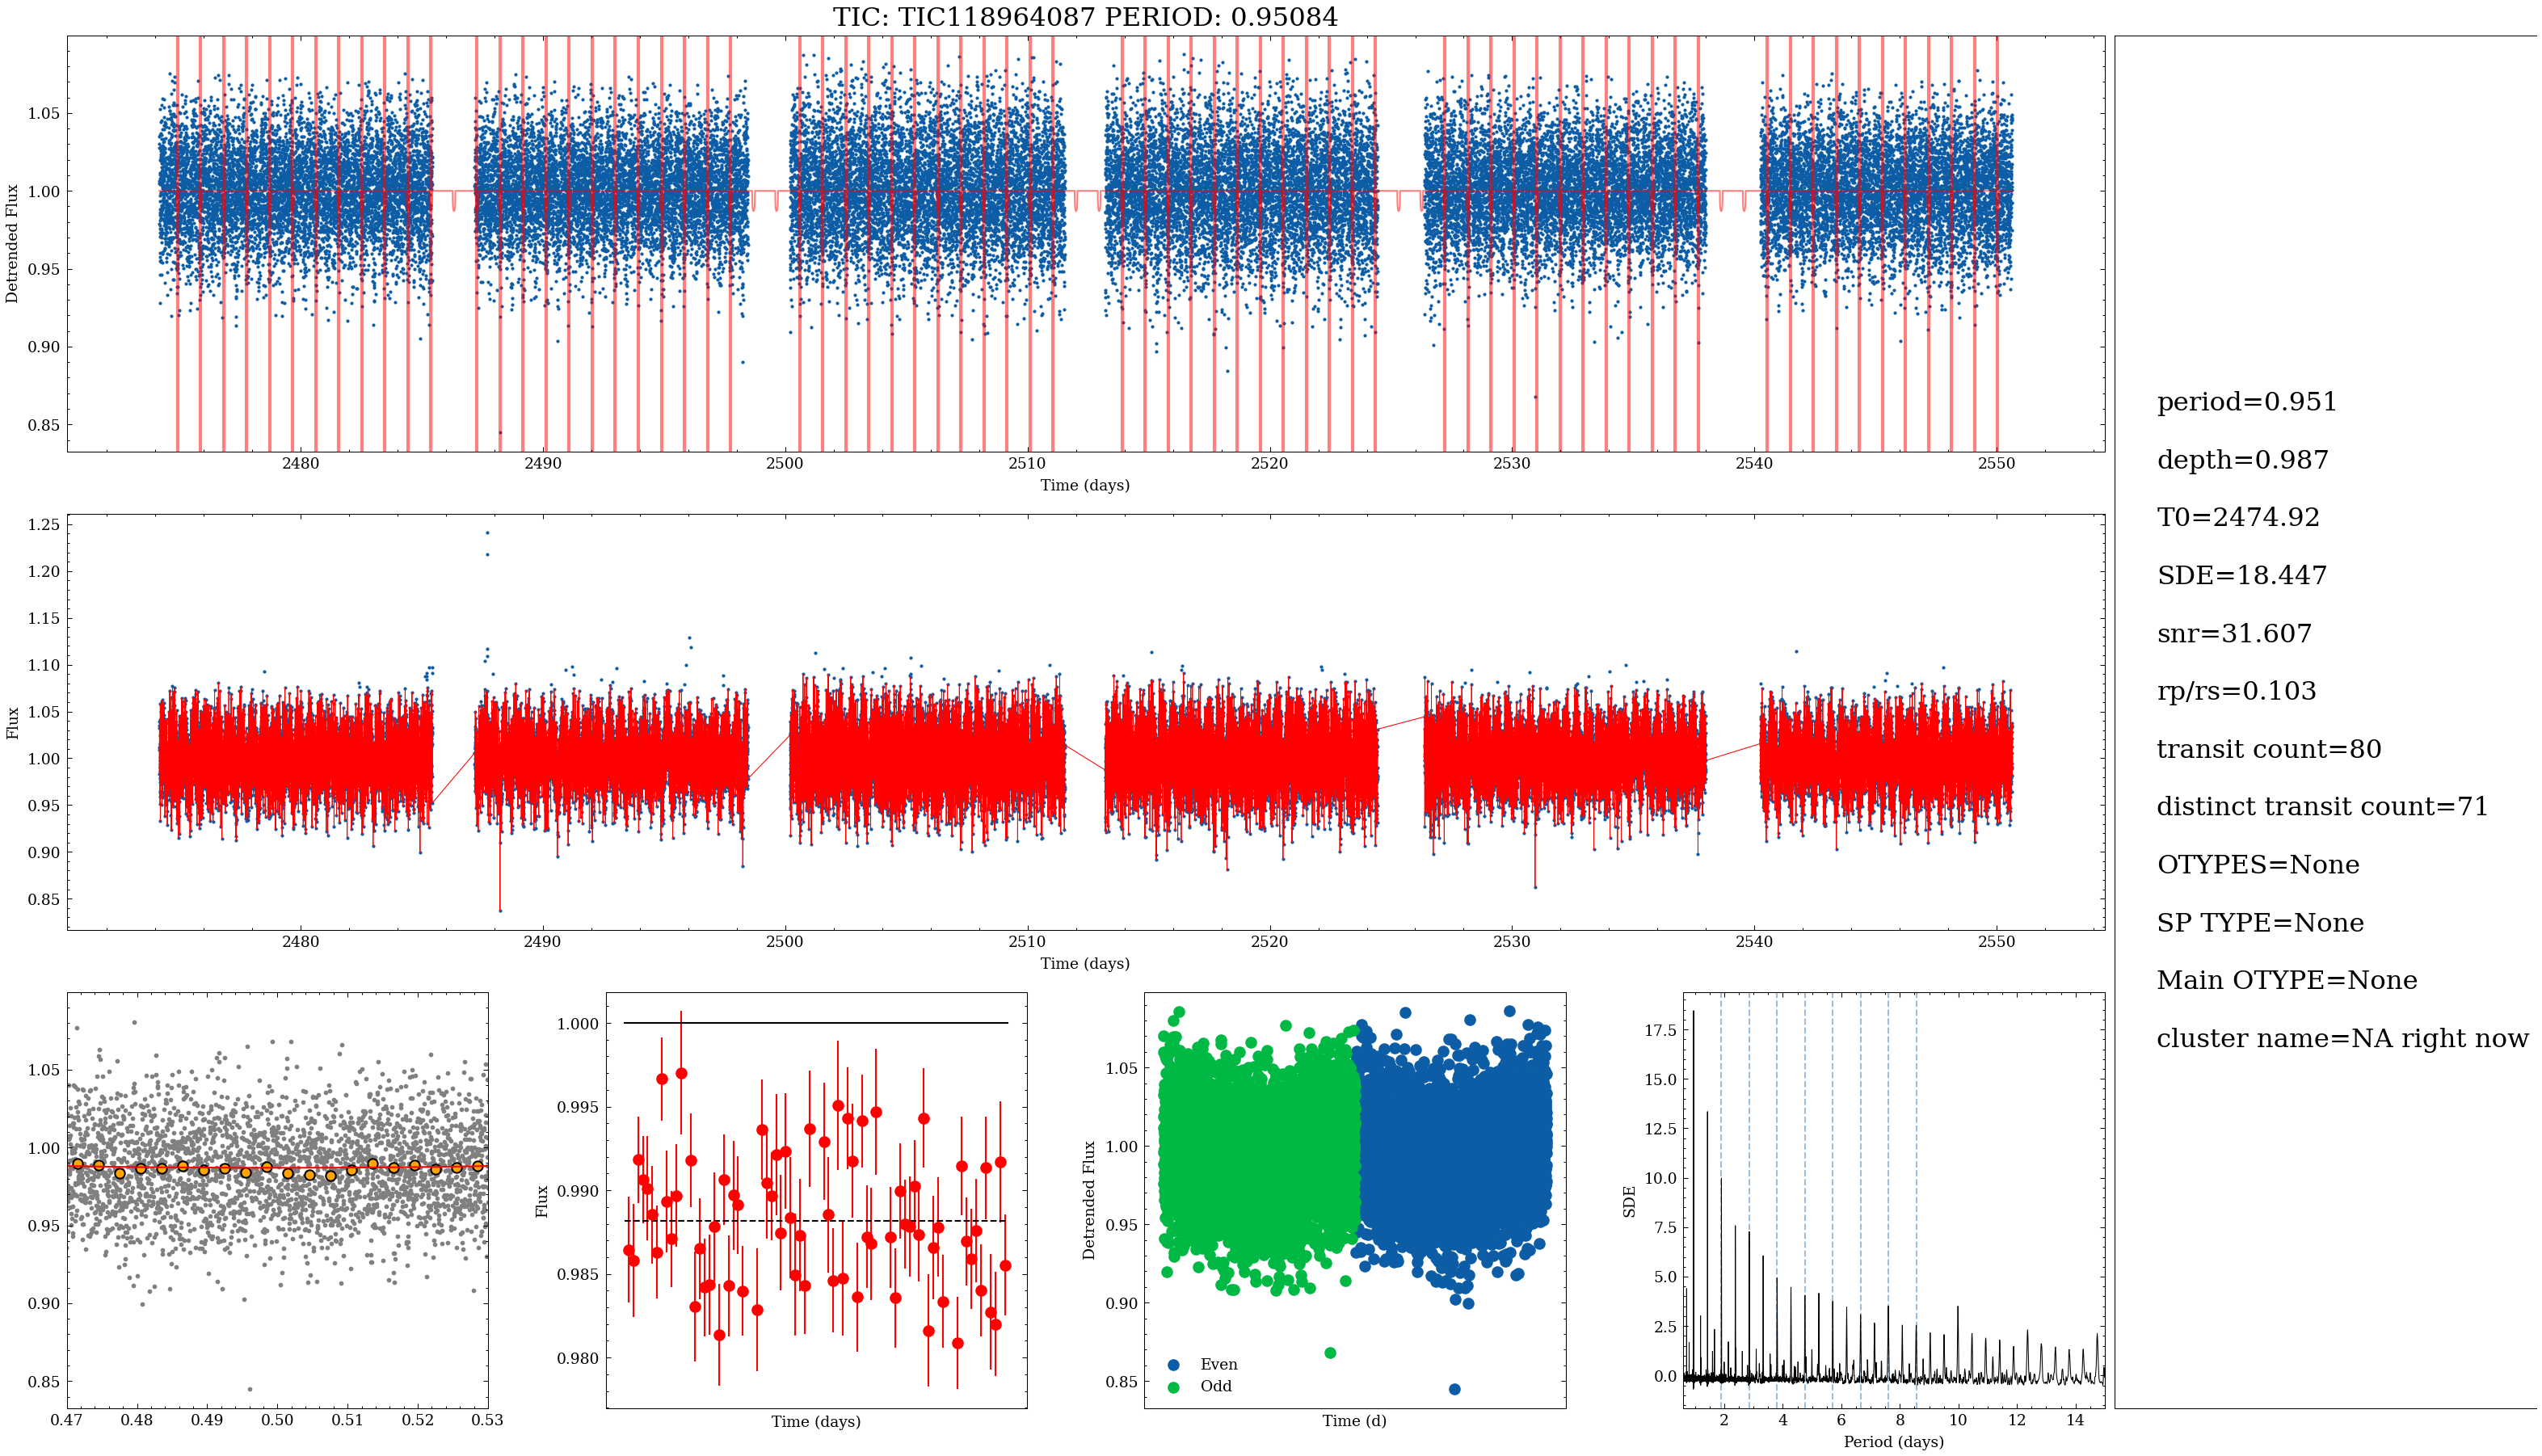 TIC: TIC118964087 PERIOD: 0.95084
1.05
1.00
0.95
0.90
0.85
Detrended Flux
2480
2490
2500
2510
2520
2530
2540
2550
Time (days)
1.25
1.20
1.15
1.10
1.05
1.00
0.95
0.90
0.85
Flux
2480
2490
2500
2510
2520
2530
2540
2550
Time (days)
1.05
1.00
0.95
0.90
0.85
0.47
0.48
0.49
0.50
0.51
0.52
0.53
1.000
0.995
0.990
0.985
0.980
Flux
Time (days)
1.05
1.00
0.95
0.90
0.85
Detrended Flux
Even
Odd
Time (d)
17.5
15.0
12.5
10.0
7.5
5.0
2.5
0.0
SDE
2
4
6
8
10
12
14
Period (days)
period=0.951
depth=0.987
T0=2474.92
SDE=18.447
snr=31.607
rp/rs=0.103
transit count=80
distinct transit count=71
OTYPES=None
SP TYPE=None
Main OTYPE=None
cluster name=NA right now